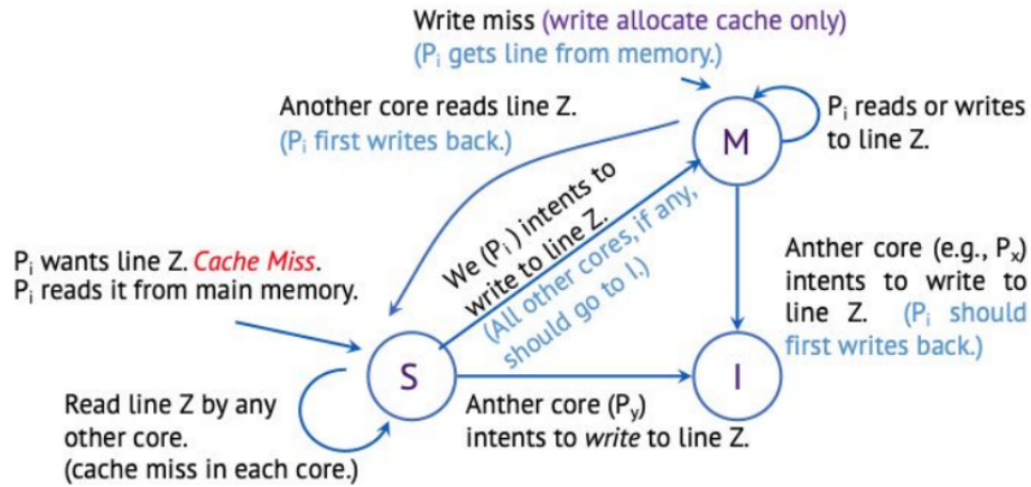 Write miss (write allocate cache only)
(Pᵢ gets line from memory.)
Another core reads line Z.
(Pᵢ first writes back.)
M
Pᵢ reads or writes
to line Z.
We (Pᵢ) intents to
write to line Z.
(All other cores, if any,
should go to I.)
Pᵢ wants line Z. Cache Miss.
Pᵢ reads it from main memory.
Anther core (e.g., Pₓ)
intents to write to
line Z. (Pᵢ should
first writes back.)
S
I
Read line Z by any
other core.
(cache miss in each core.)
Anther core (Pᵧ)
intents to write to line Z.